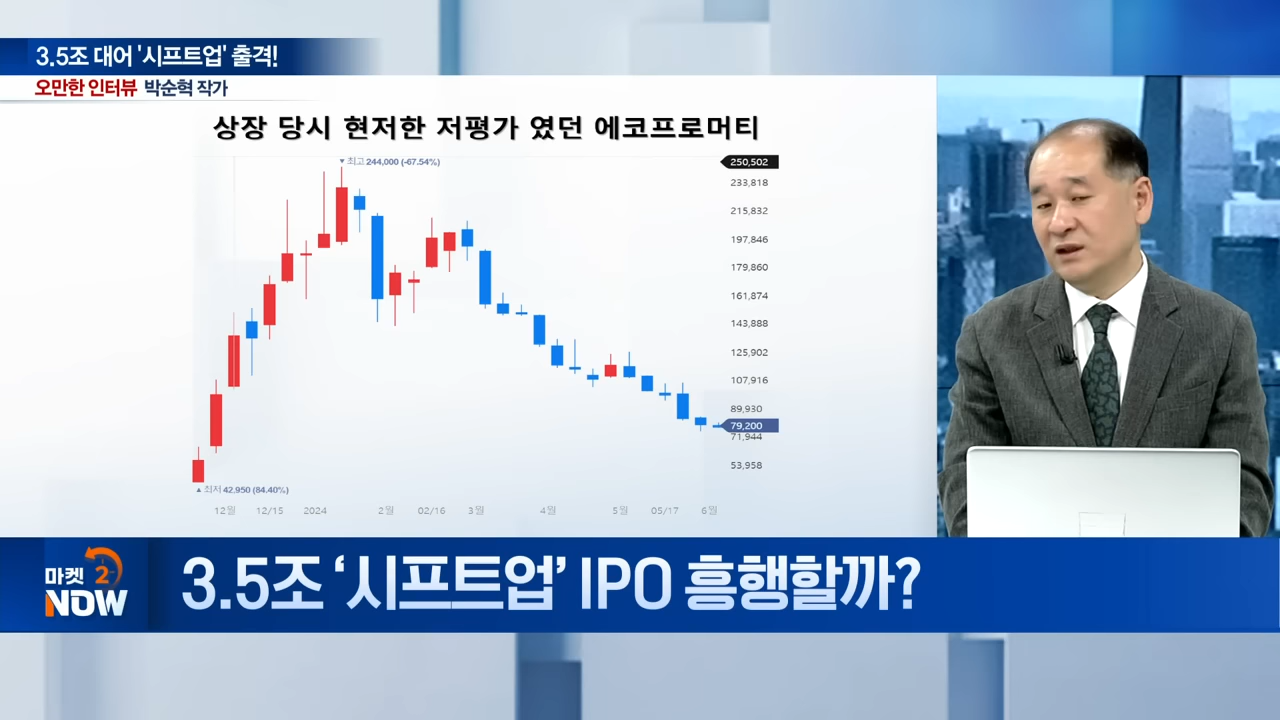 3.5조 대어 '시프트업' 출격!
오만한 인터뷰 박순혁 작가
상장 당시 현저한 저평가 였던 에코프로머티
▼최고 244,000 (-67.54%)
250,502
233,818
215,832
197,846
179,860
161,874
143,888
125,902
107,916
89,930
79,200
71,944
53,958
▲최저 42,950 (84.40%)
12월 12/15 2024 2월 02/16 3월 4월 5월 05/17 6월
마켓 2
NOW
3.5조 '시프트업' IPO 흥행할까?